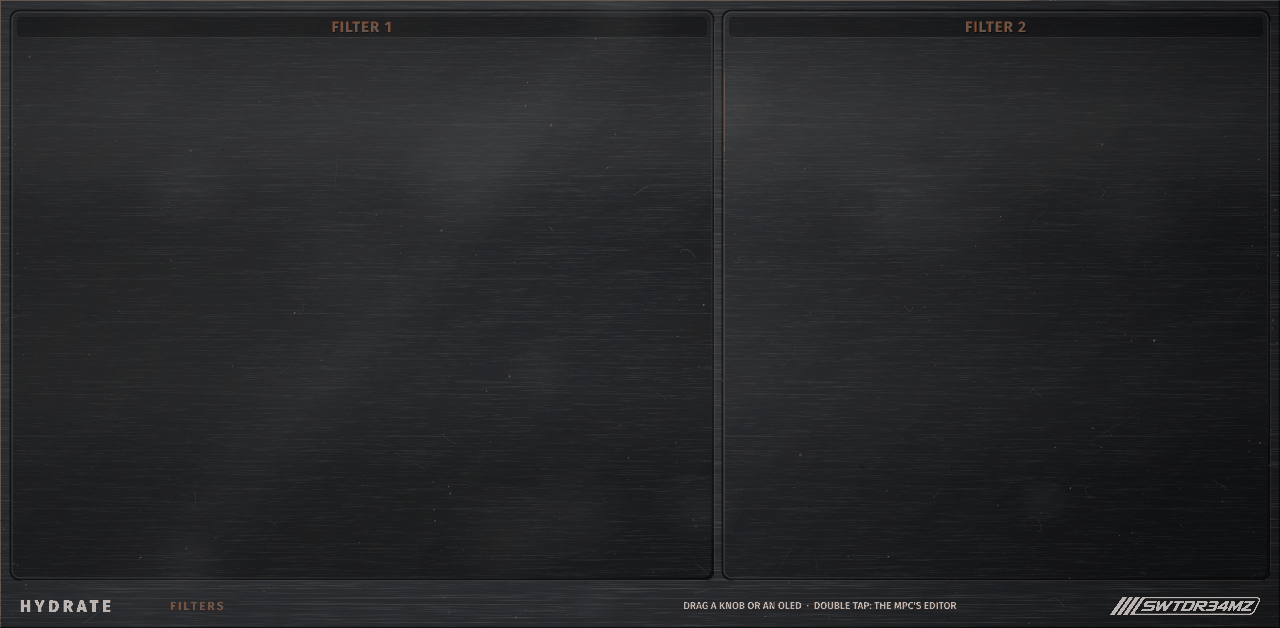 FILTER 1
FILTER 2
HYDRATE
FILTERS
DRAG A KNOB OR AN OLED · DOUBLE TAP: THE MPC'S EDITOR
SWTDR34MZ